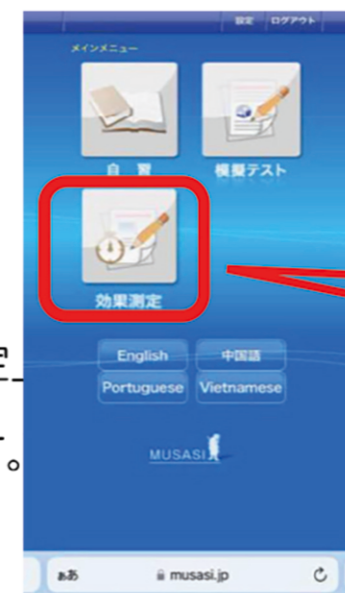 設定 ログアウト
メインメニュー
自 習 模擬テスト
効果測定
English 中国語
Portuguese Vietnamese
MUSASI
ぁあ musasi.jp